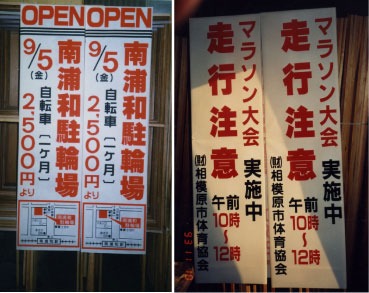 OPEN
南浦和駐輪場
9/5
(金)
自転車〔一ヶ月〕
2,500円より
OPEN
南浦和駐輪場
9/5
(金)
自転車〔一ヶ月〕
2,500円より
マラソン大会 実施中
走行注意 午前10時〜12時
(財)相模原市体育協会
マラソン大会 実施中
走行注意 午前10時〜12時
(財)相模原市体育協会